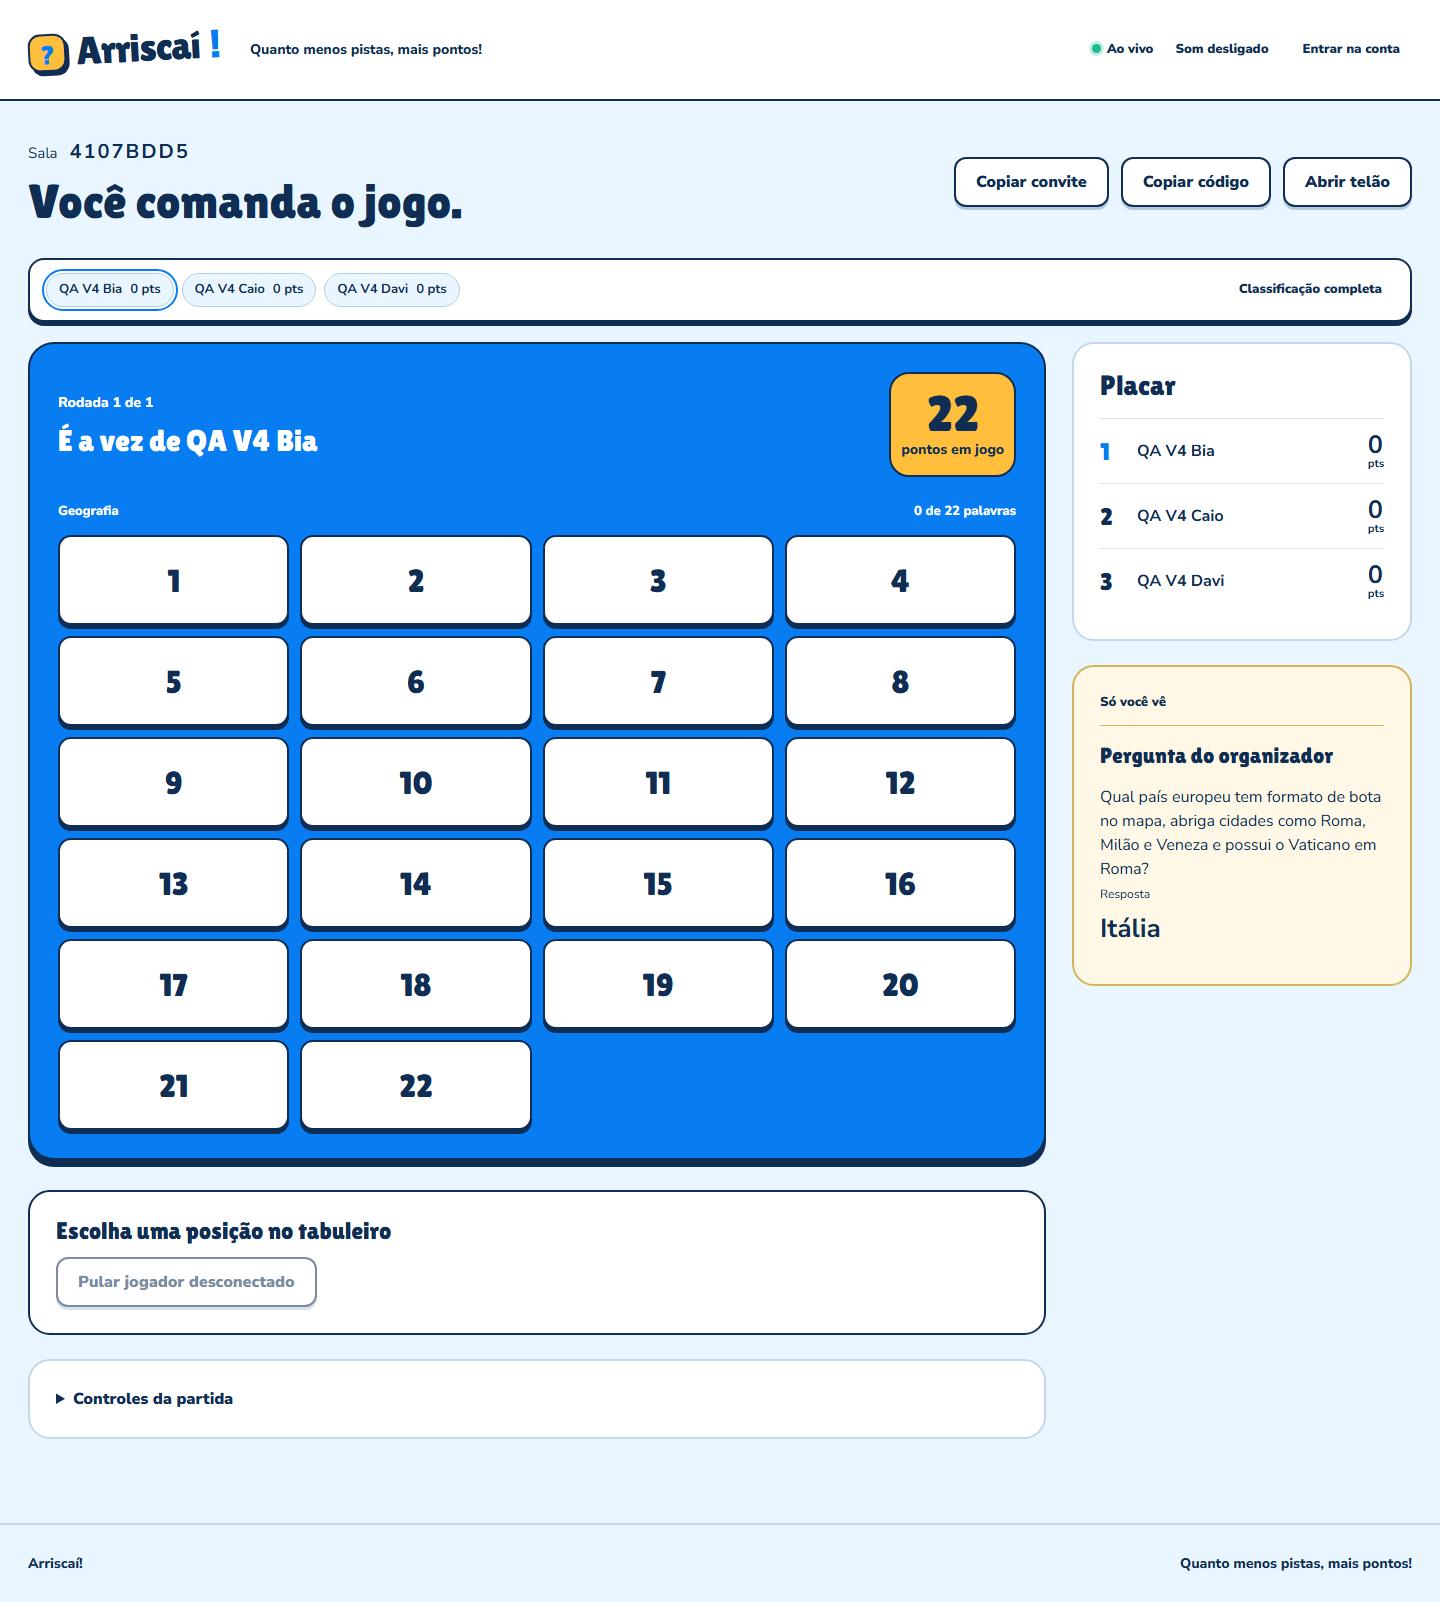 ? Arriscaí !
Quanto menos pistas, mais pontos!
Ao vivo
Som desligado
Entrar na conta
Sala 4107BDD5
Você comanda o jogo.
Copiar convite
Copiar código
Abrir telão
QA V4 Bia 0 pts
QA V4 Caio 0 pts
QA V4 Davi 0 pts
Classificação completa
Rodada 1 de 1
É a vez de QA V4 Bia
22
pontos em jogo
Geografia
0 de 22 palavras
1 2 3 4
5 6 7 8
9 10 11 12
13 14 15 16
17 18 19 20
21 22
Escolha uma posição no tabuleiro
Pular jogador desconectado
Controles da partida
Placar
1 QA V4 Bia 0 pts
2 QA V4 Caio 0 pts
3 QA V4 Davi 0 pts
Só você vê
Pergunta do organizador
Qual país europeu tem formato de bota
no mapa, abriga cidades como Roma,
Milão e Veneza e possui o Vaticano em
Roma?
Resposta
Itália
Arriscaí!
Quanto menos pistas, mais pontos!